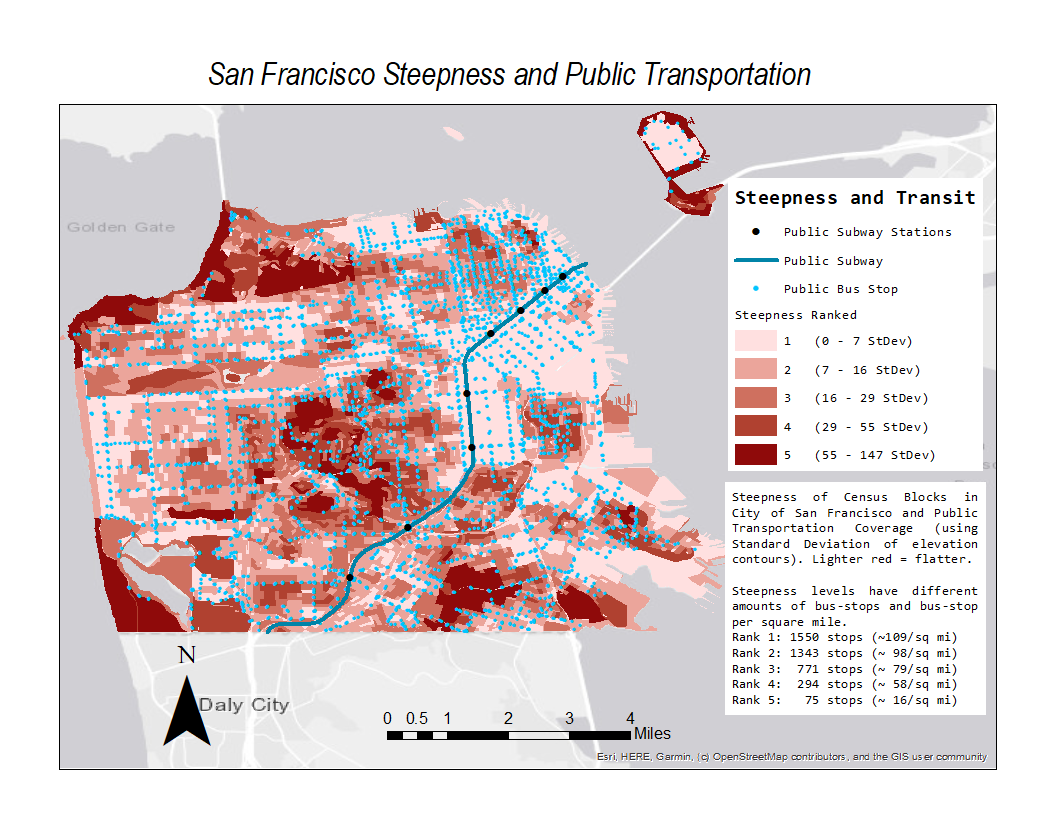 San Francisco Steepness and Public Transportation
Golden Gate
Steepness and Transit
Public Subway Stations
Public Subway
Public Bus Stop
Steepness Ranked
1 (0 - 7 StDev)
2 (7 - 16 StDev)
3 (16 - 29 StDev)
4 (29 - 55 StDev)
5 (55 - 147 StDev)
Steepness of Census Blocks in
City of San Francisco and Public
Transportation Coverage (using
Standard Deviation of elevation
contours). Lighter red = flatter.
Steepness levels have different
amounts of bus-stops and bus-stop
per square mile.
Rank 1: 1550 stops (~109/sq mi)
Rank 2: 1343 stops (~ 98/sq mi)
Rank 3: 771 stops (~ 79/sq mi)
Rank 4: 294 stops (~ 58/sq mi)
Rank 5: 75 stops (~ 16/sq mi)
N
Daly City
0 0.5 1 2 3 4
Miles
Esri, HERE, Garmin, (c) OpenStreetMap contributors, and the GIS user community